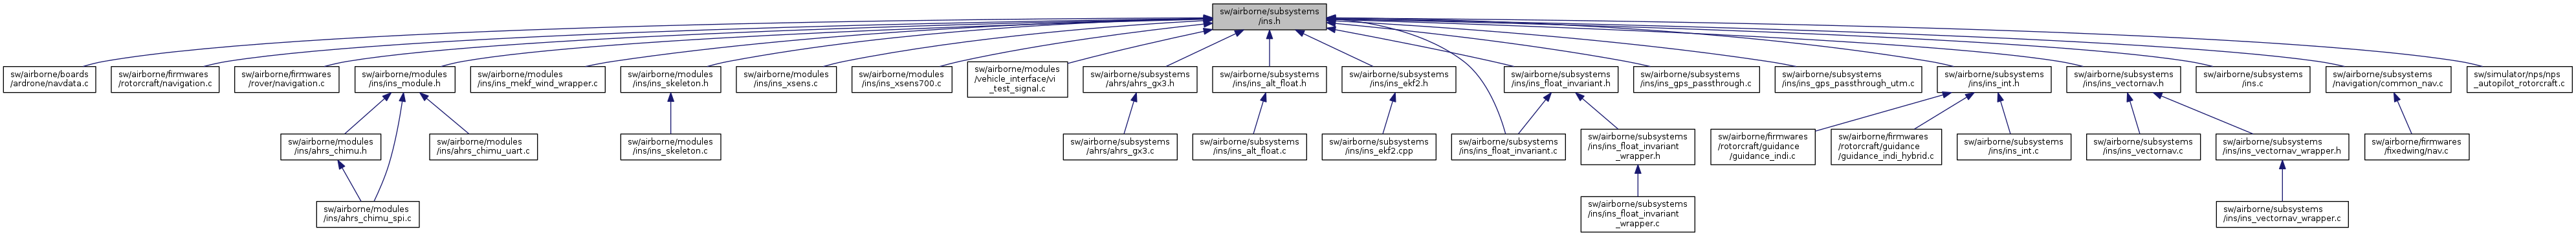 sw/airborne/subsystems
/ins.h
sw/airborne/boards
/ardrone/navdata.c
sw/airborne/firmwares
/rotorcraft/navigation.c
sw/airborne/firmwares
/rover/navigation.c
sw/airborne/modules
/ins/ins_module.h
sw/airborne/modules
/ins/ins_mekf_wind_wrapper.c
sw/airborne/modules
/ins/ins_skeleton.h
sw/airborne/modules
/ins/ins_xsens.c
sw/airborne/modules
/ins/ins_xsens700.c
sw/airborne/modules
/vehicle_interface/vi
_test_signal.c
sw/airborne/subsystems
/ahrs/ahrs_gx3.h
sw/airborne/subsystems
/ins/ins_alt_float.h
sw/airborne/subsystems
/ins/ins_ekf2.h
sw/airborne/subsystems
/ins/ins_float_invariant.h
sw/airborne/subsystems
/ins/ins_gps_passthrough.c
sw/airborne/subsystems
/ins/ins_gps_passthrough_utm.c
sw/airborne/subsystems
/ins/ins_int.h
sw/airborne/subsystems
/ins/ins_vectornav.h
sw/airborne/subsystems
/ins.c
sw/airborne/subsystems
/navigation/common_nav.c
sw/simulator/nps/nps
_autopilot_rotorcraft.c
sw/airborne/modules
/ins/ahrs_chimu.h
sw/airborne/modules
/ins/ahrs_chimu_uart.c
sw/airborne/modules
/ins/ins_skeleton.c
sw/airborne/subsystems
/ahrs/ahrs_gx3.c
sw/airborne/subsystems
/ins/ins_alt_float.c
sw/airborne/subsystems
/ins/ins_ekf2.cpp
sw/airborne/subsystems
/ins/ins_float_invariant.c
sw/airborne/subsystems
/ins/ins_float_invariant
_wrapper.h
sw/airborne/firmwares
/rotorcraft/guidance
/guidance_indi.c
sw/airborne/firmwares
/rotorcraft/guidance
/guidance_indi_hybrid.c
sw/airborne/subsystems
/ins/ins_int.c
sw/airborne/subsystems
/ins/ins_vectornav.c
sw/airborne/subsystems
/ins/ins_vectornav_wrapper.h
sw/airborne/firmwares
/fixedwing/nav.c
sw/airborne/modules
/ins/ahrs_chimu_spi.c
sw/airborne/subsystems
/ins/ins_float_invariant
_wrapper.c
sw/airborne/subsystems
/ins/ins_vectornav_wrapper.c